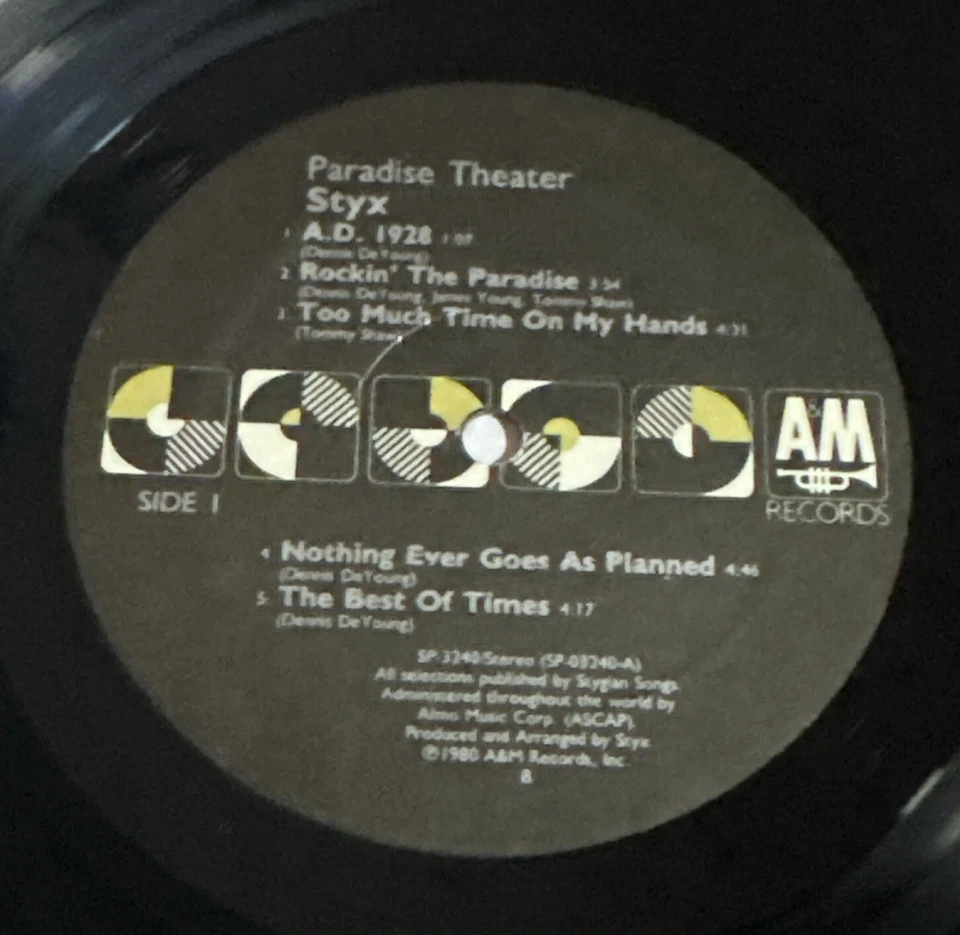 Paradise Theater
Styx
1. A.D. 1928 1:07
(Dennis DeYoung)
2. Rockin' The Paradise 3:34
(Dennis DeYoung, James Young, Tommy Shaw)
3. Too Much Time On My Hands 4:31
(Tommy Shaw)
A&M
SIDE 1
RECORDS
4. Nothing Ever Goes As Planned 4:46
(Dennis DeYoung)
5. The Best Of Times 4:17
(Dennis DeYoung)
SP 3240/Stereo (SP-03240-A)
All selections published by Stygian Songs
Administered throughout the world by
Almo Music Corp. (ASCAP).
Produced and Arranged by Styx
℗1980 A&M Records, Inc.
B